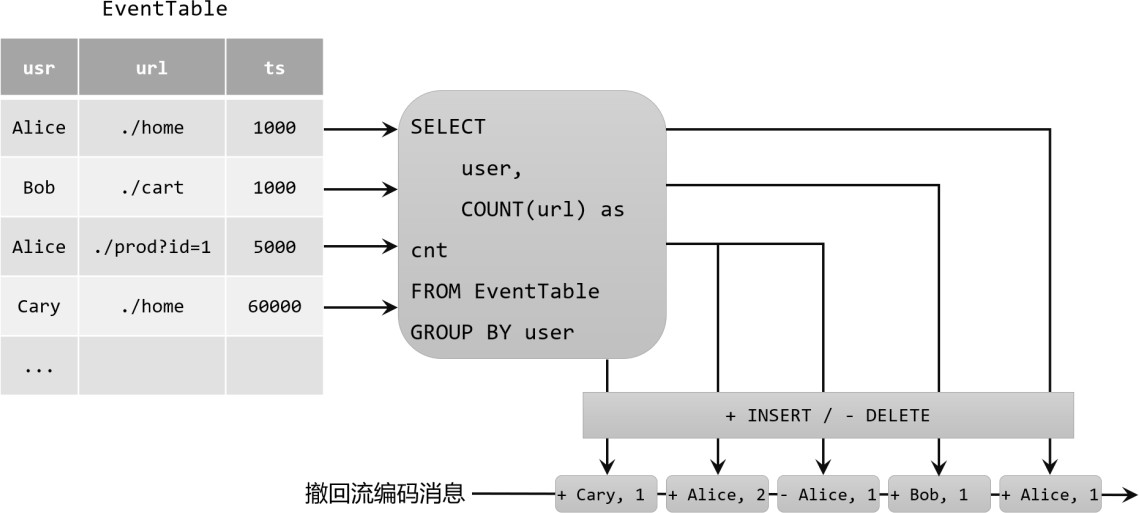 EventTable
usr url ts
Alice ./home 1000
Bob ./cart 1000
Alice ./prod?id=1 5000
Cary ./home 60000
...
SELECT
user,
COUNT(url) as
cnt
FROM EventTable
GROUP BY user
+ INSERT / - DELETE
撤回流编码消息
+ Cary, 1
+ Alice, 2
- Alice, 1
+ Bob, 1
+ Alice, 1